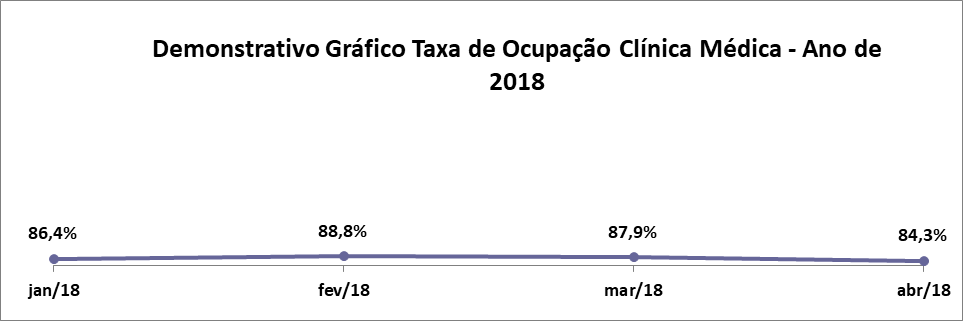 Demonstrativo Gráfico Taxa de Ocupação Clínica Médica - Ano de
2018
86,4%
88,8%
87,9%
84,3%
jan/18
fev/18
mar/18
abr/18